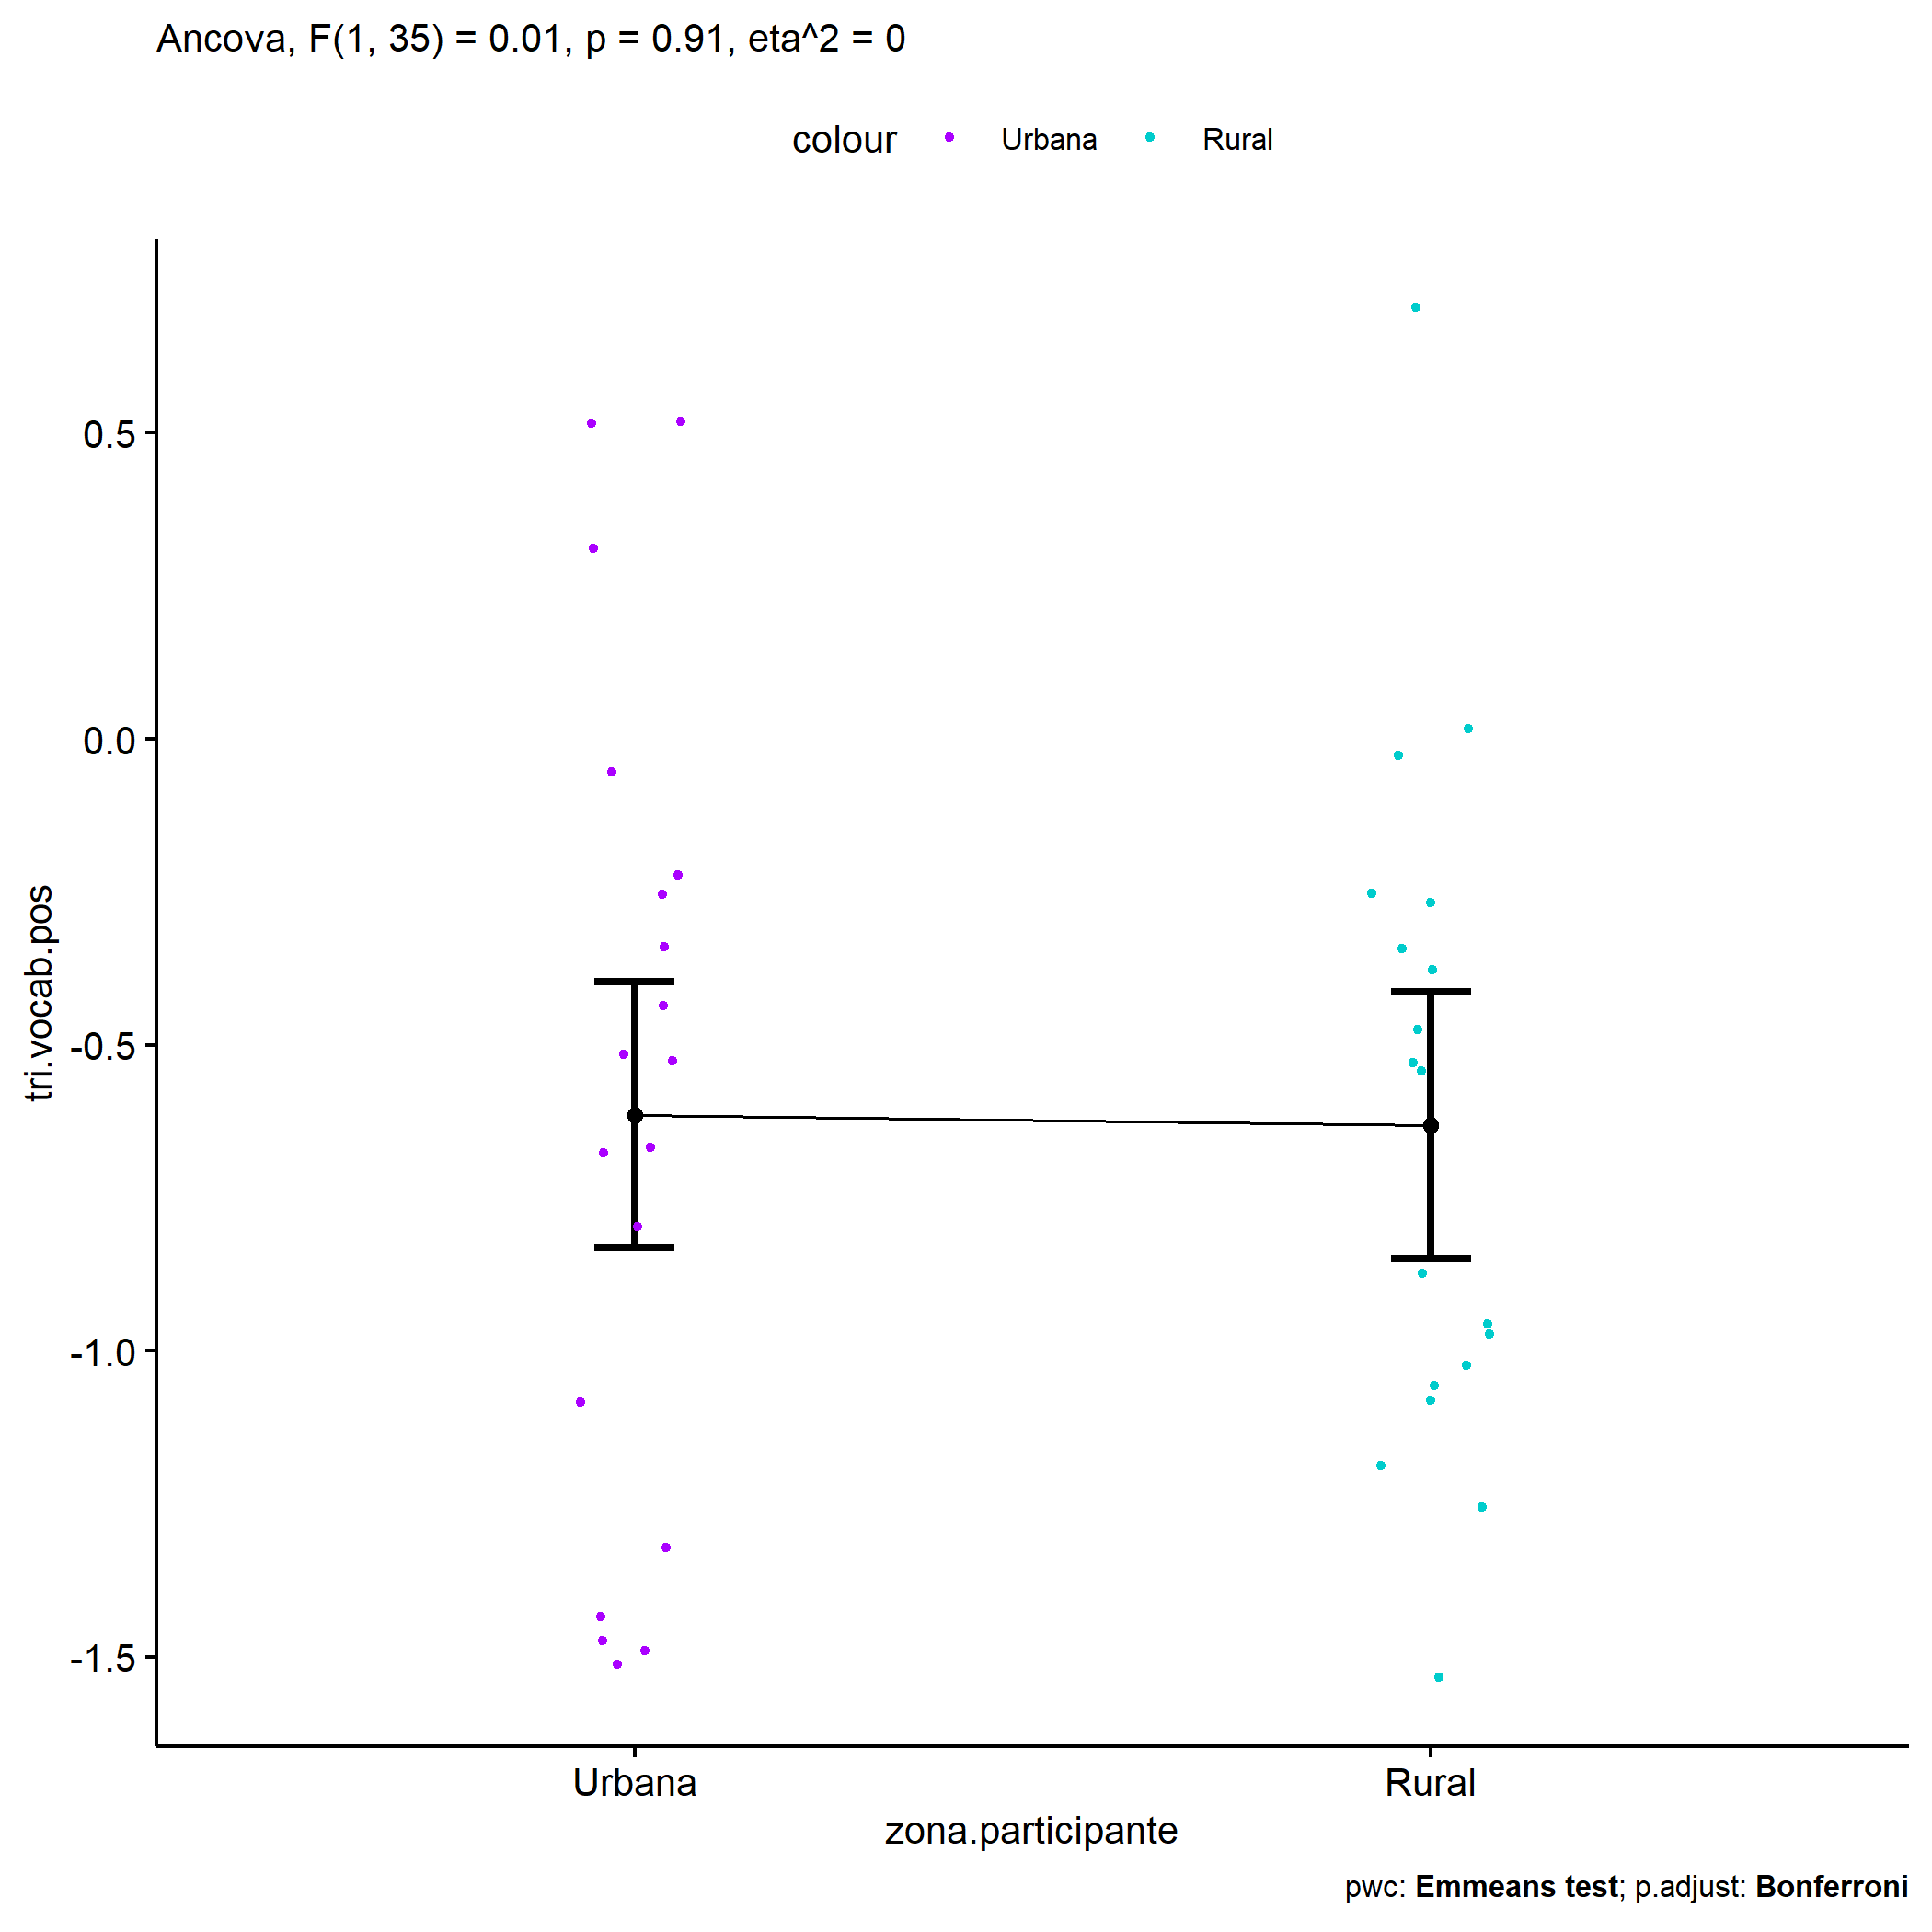 Ancova, F(1, 35) = 0.01, p = 0.91, eta^2 = 0
colour Urbana Rural
tri.vocab.pos
0.5
0.0
-0.5
-1.0
-1.5
Urbana Rural
zona.participante
pwc: Emmeans test; p.adjust: Bonferroni